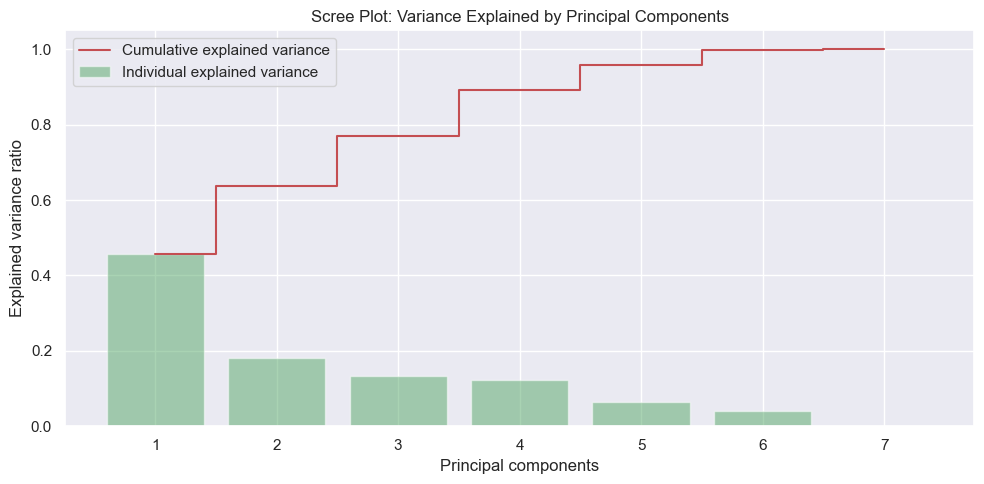 Scree Plot: Variance Explained by Principal Components
Cumulative explained variance
Individual explained variance
Explained variance ratio
1.0
0.8
0.6
0.4
0.2
0.0
1 2 3 4 5 6 7
Principal components